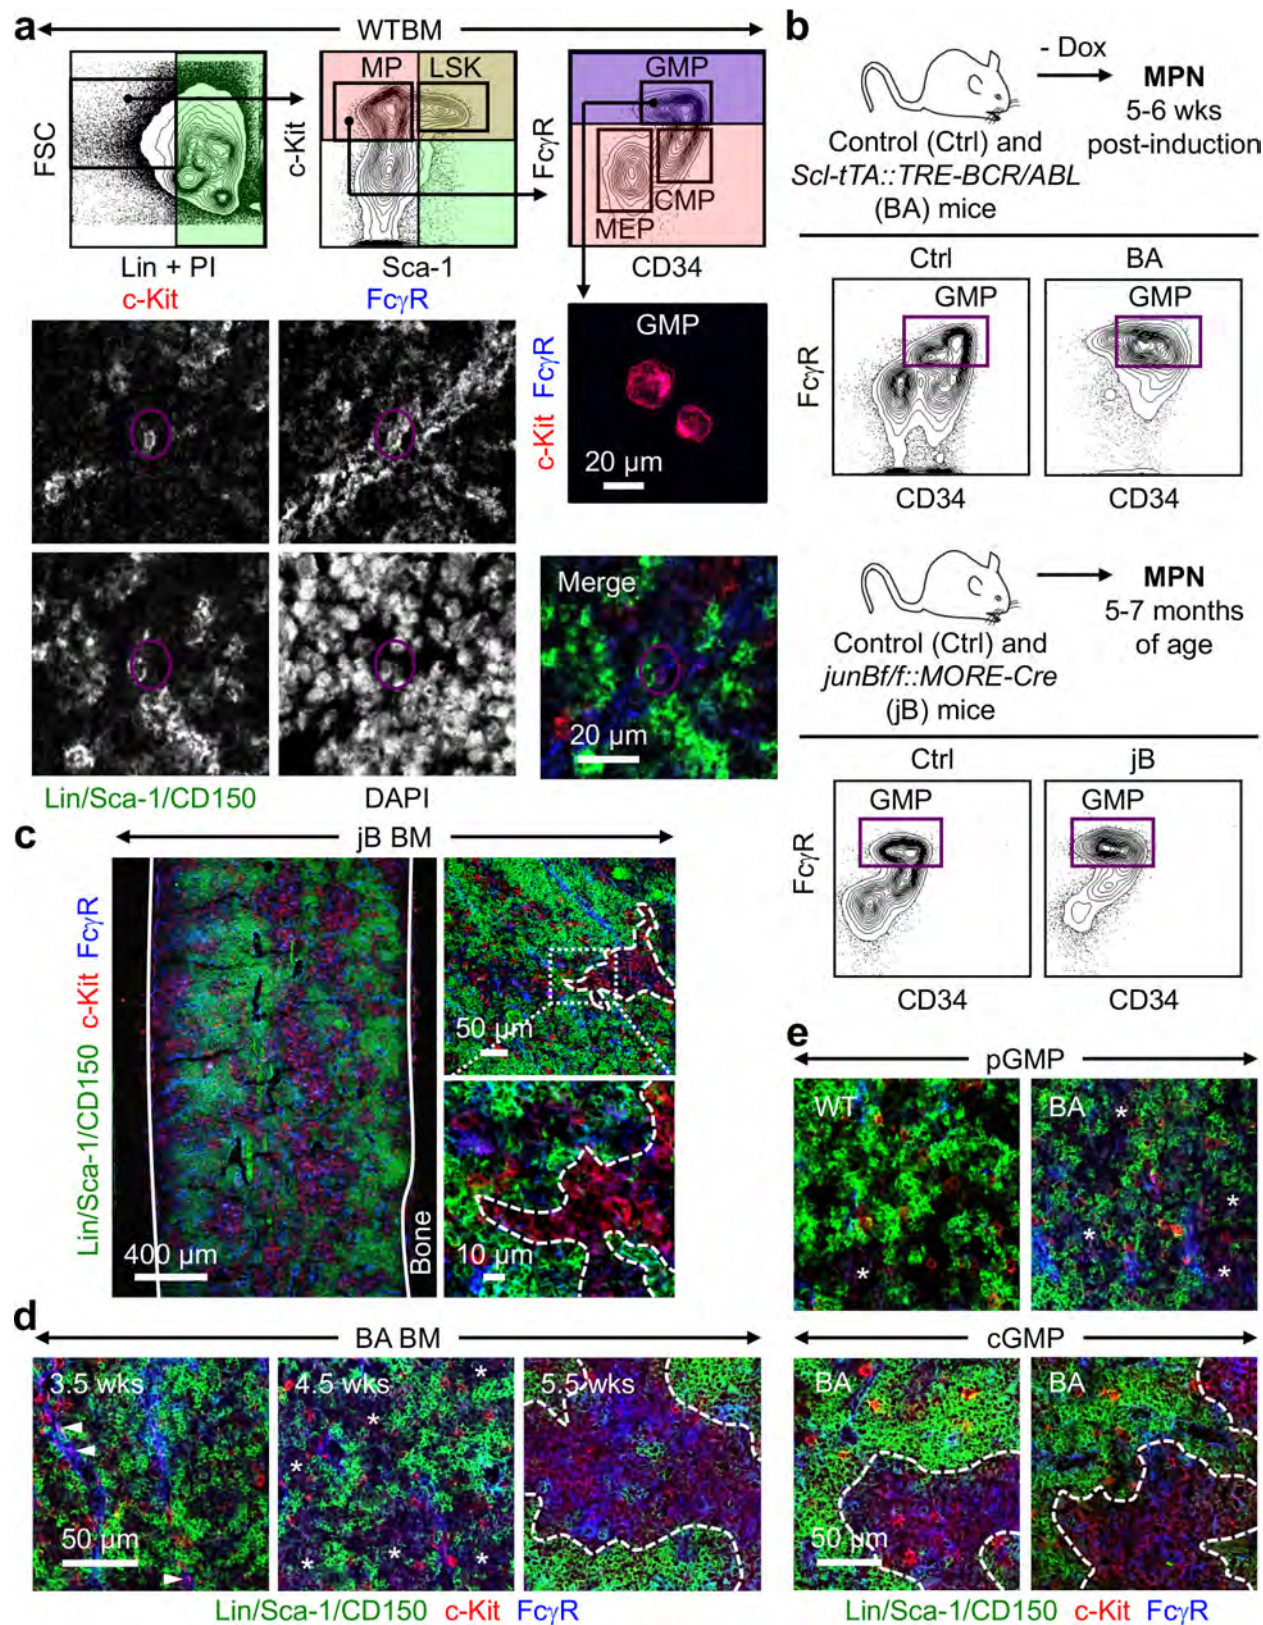 a
WTBM
FSC
MP
LSK
c-Kit
GMP
CMP
MEP
FcγR
Lin + PI
Sca-1
CD34
c-Kit
FcγR
GMP
c-Kit FcγR
20 µm
Merge
20 µm
Lin/Sca-1/CD150
DAPI
b
- Dox
MPN
5-6 wks
post-induction
Control (Ctrl) and
Scl-tTA::TRE-BCR/ABL
(BA) mice
Ctrl
BA
GMP
GMP
FcγR
CD34
CD34
MPN
5-7 months
of age
Control (Ctrl) and
junBf/f::MORE-Cre
(jB) mice
Ctrl
jB
GMP
GMP
FcγR
CD34
CD34
c
jB BM
Lin/Sca-1/CD150 c-Kit FcγR
400 µm
Bone
50 µm
10 µm
d
BA BM
3.5 wks
4.5 wks
5.5 wks
* * * * * *
50 µm
Lin/Sca-1/CD150 c-Kit FcγR
e
pGMP
WT
BA
* * * * *
cGMP
BA
BA
50 µm
Lin/Sca-1/CD150 c-Kit FcγR